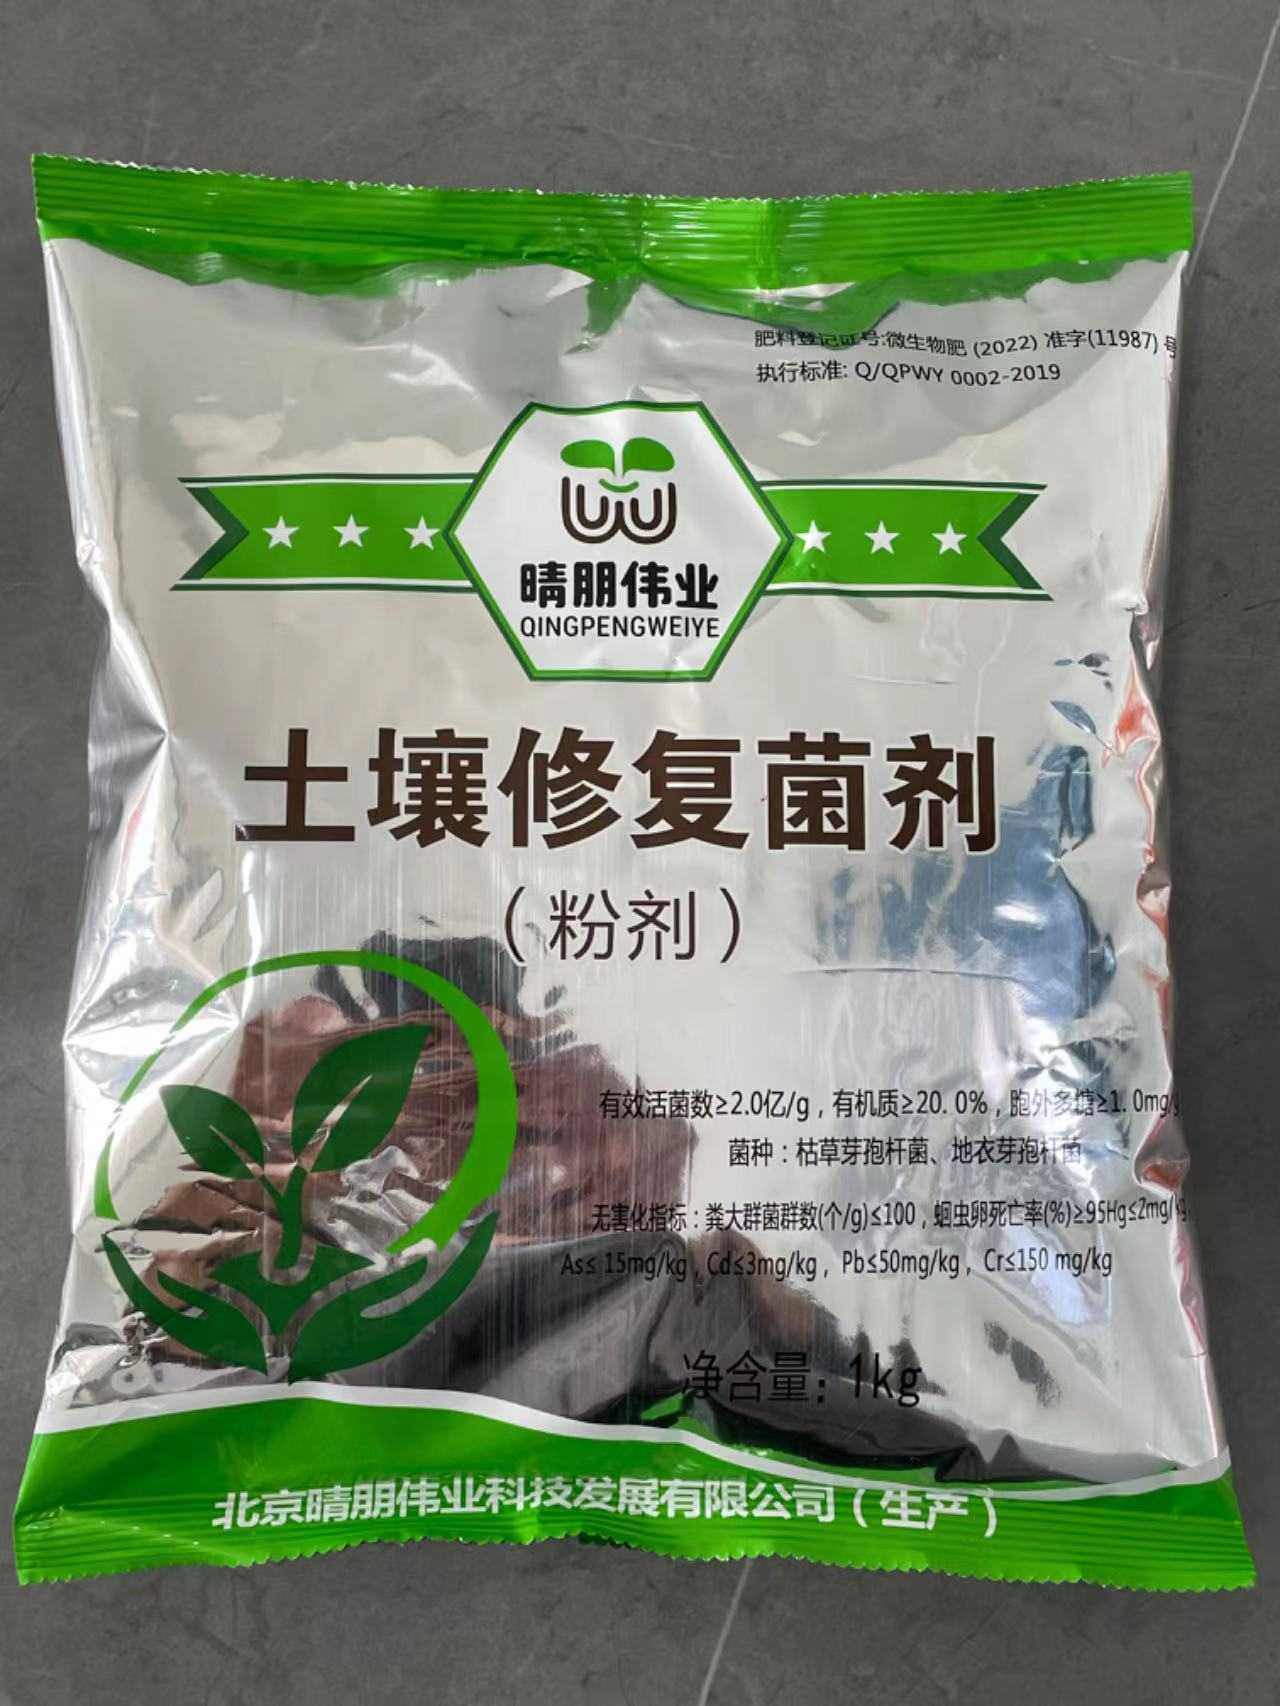 肥料登记证号:微生物肥 (2022) 准字(11987) 号
执行标准: Q/QPWY 0002-2019
晴朋伟业
QINGPENGWEIYE
土壤修复菌剂
（粉剂）
有效活菌数≥2.0亿/g，有机质≥20. 0%，胞外多糖≥1. 0mg/g
菌种：枯草芽孢杆菌、地衣芽孢杆菌
无害化指标：粪大群菌群数(个/g)≤100，蛔虫卵死亡率(%)≥95Hg≤2mg/kg,
As≤ 15mg/kg , Cd≤3mg/kg , Pb≤50mg/kg , Cr≤150 mg/kg
净含量：1kg
北京晴朋伟业科技发展有限公司（生产）